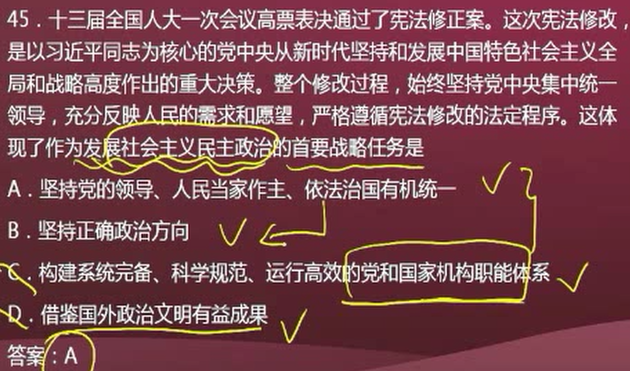 45．十三届全国人大一次会议高票表决通过了宪法修正案。这次宪法修改，
是以习近平同志为核心的党中央从新时代坚持和发展中国特色社会主义全
局和战略高度作出的重大决策。整个修改过程，始终坚持党中央集中统一
领导，充分反映人民的需求和愿望，严格遵循宪法修改的法定程序。这体
现了作为发展社会主义民主政治的首要战略任务是
A．坚持党的领导、人民当家作主、依法治国有机统一
B．坚持正确政治方向
C．构建系统完备、科学规范、运行高效的党和国家机构职能体系
D．借鉴国外政治文明有益成果
答案：A